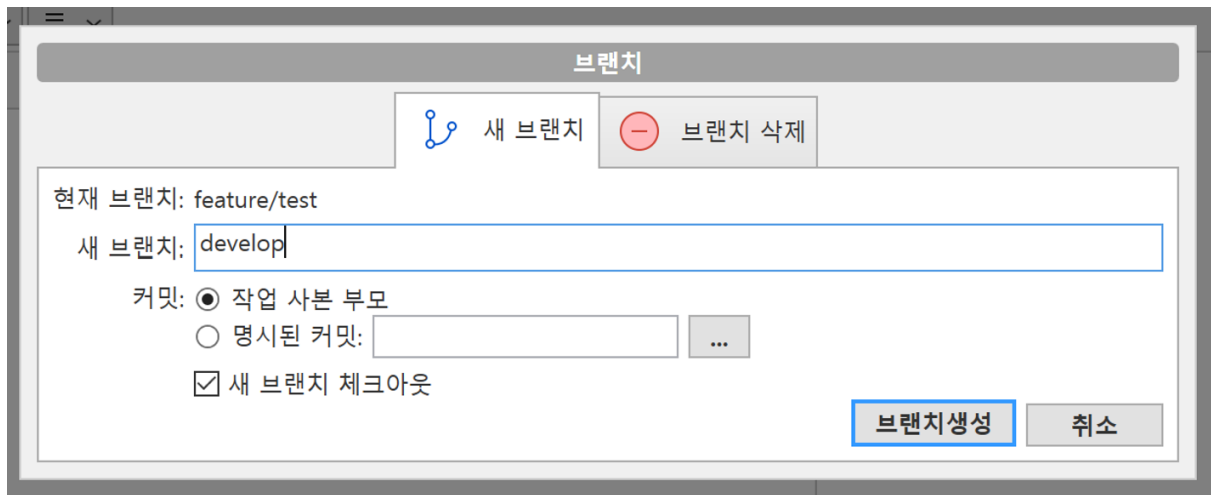 브랜치
새 브랜치
브랜치 삭제
현재 브랜치: feature/test
새 브랜치: develop
커밋: 작업 사본 부모
명시된 커밋: ...
새 브랜치 체크아웃
브랜치생성 취소